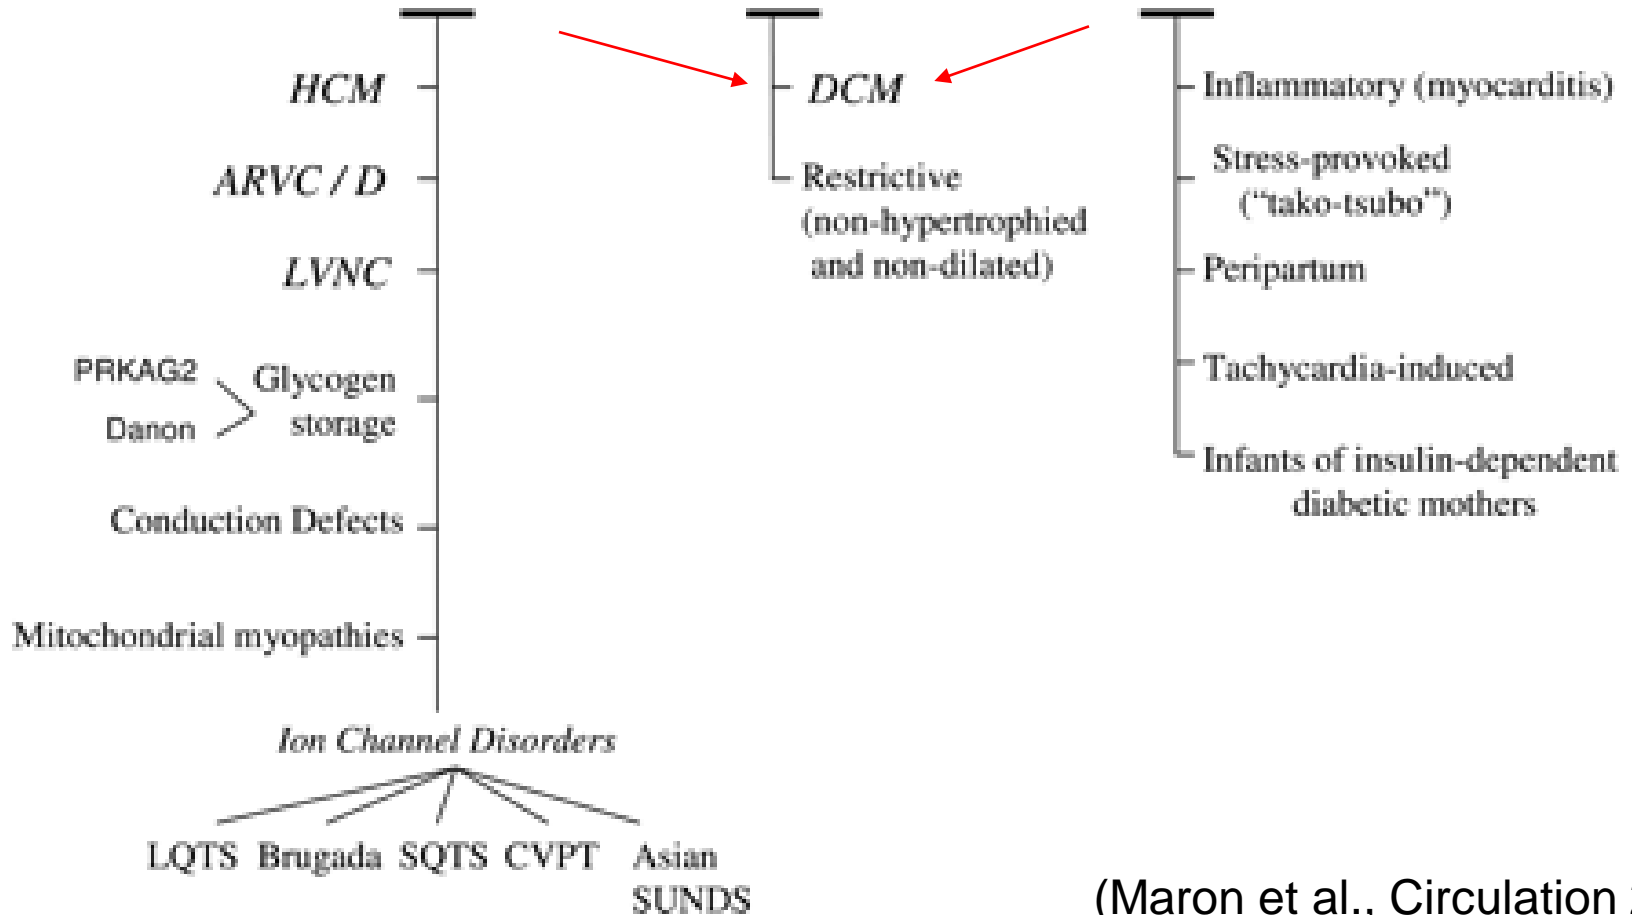 HCM
ARVC / D
LVNC
PRKAG2
Danon
Glycogen
storage
Conduction Defects
Mitochondrial myopathies
Ion Channel Disorders
LQTS Brugada SQTS CVPT Asian
SUNDS
DCM
Restrictive
(non-hypertrophied
and non-dilated)
Inflammatory (myocarditis)
Stress-provoked
("tako-tsubo")
Peripartum
Tachycardia-induced
Infants of insulin-dependent
diabetic mothers
(Maron et al., Circulation